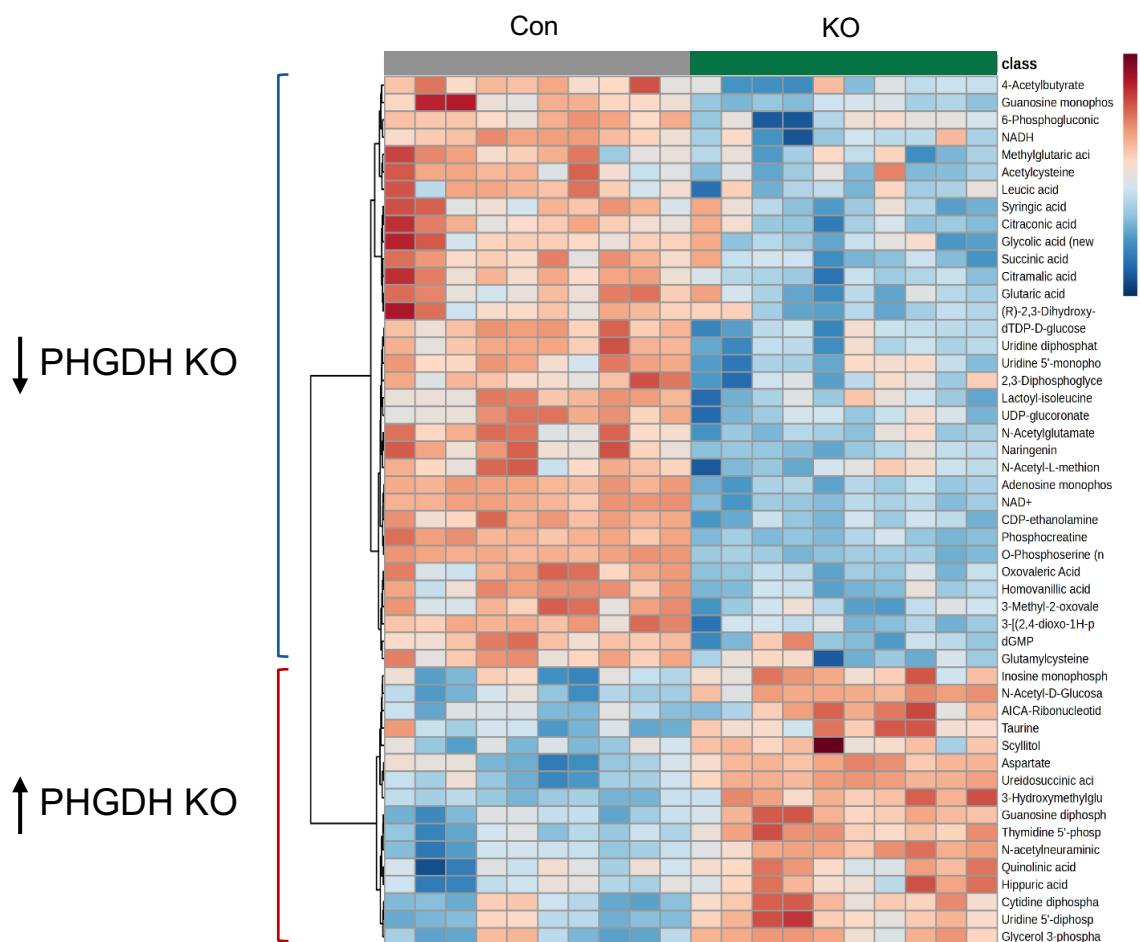 Con
KO
class
4-Acetylbutyrate
Guanosine monophos
6-Phosphogluconic
NADH
Methylglutaric aci
Acetylcysteine
Leucic acid
Syringic acid
Citraconic acid
Glycolic acid (new
Succinic acid
Citramalic acid
Glutaric acid
(R)-2,3-Dihydroxy-
dTDP-D-glucose
Uridine diphosphat
Uridine 5'-monopho
2,3-Diphosphoglyce
Lactoyl-isoleucine
UDP-glucoronate
N-Acetylglutamate
Naringenin
N-Acetyl-L-methion
Adenosine monophos
NAD+
CDP-ethanolamine
Phosphocreatine
O-Phosphoserine (n
Oxovaleric Acid
Homovanillic acid
3-Methyl-2-oxovale
3-[(2,4-dioxo-1H-p
dGMP
Glutamylcysteine
Inosine monophosph
N-Acetyl-D-Glucosa
AICA-Ribonucleotid
Taurine
Scyllitol
Aspartate
Ureidosuccinic aci
3-Hydroxymethylglu
Guanosine diphosph
Thymidine 5'-phosp
N-acetylneuraminic
Quinolinic acid
Hippuric acid
Cytidine diphospha
Uridine 5'-diphosp
Glycerol 3-phospha
↓ PHGDH KO
↑ PHGDH KO